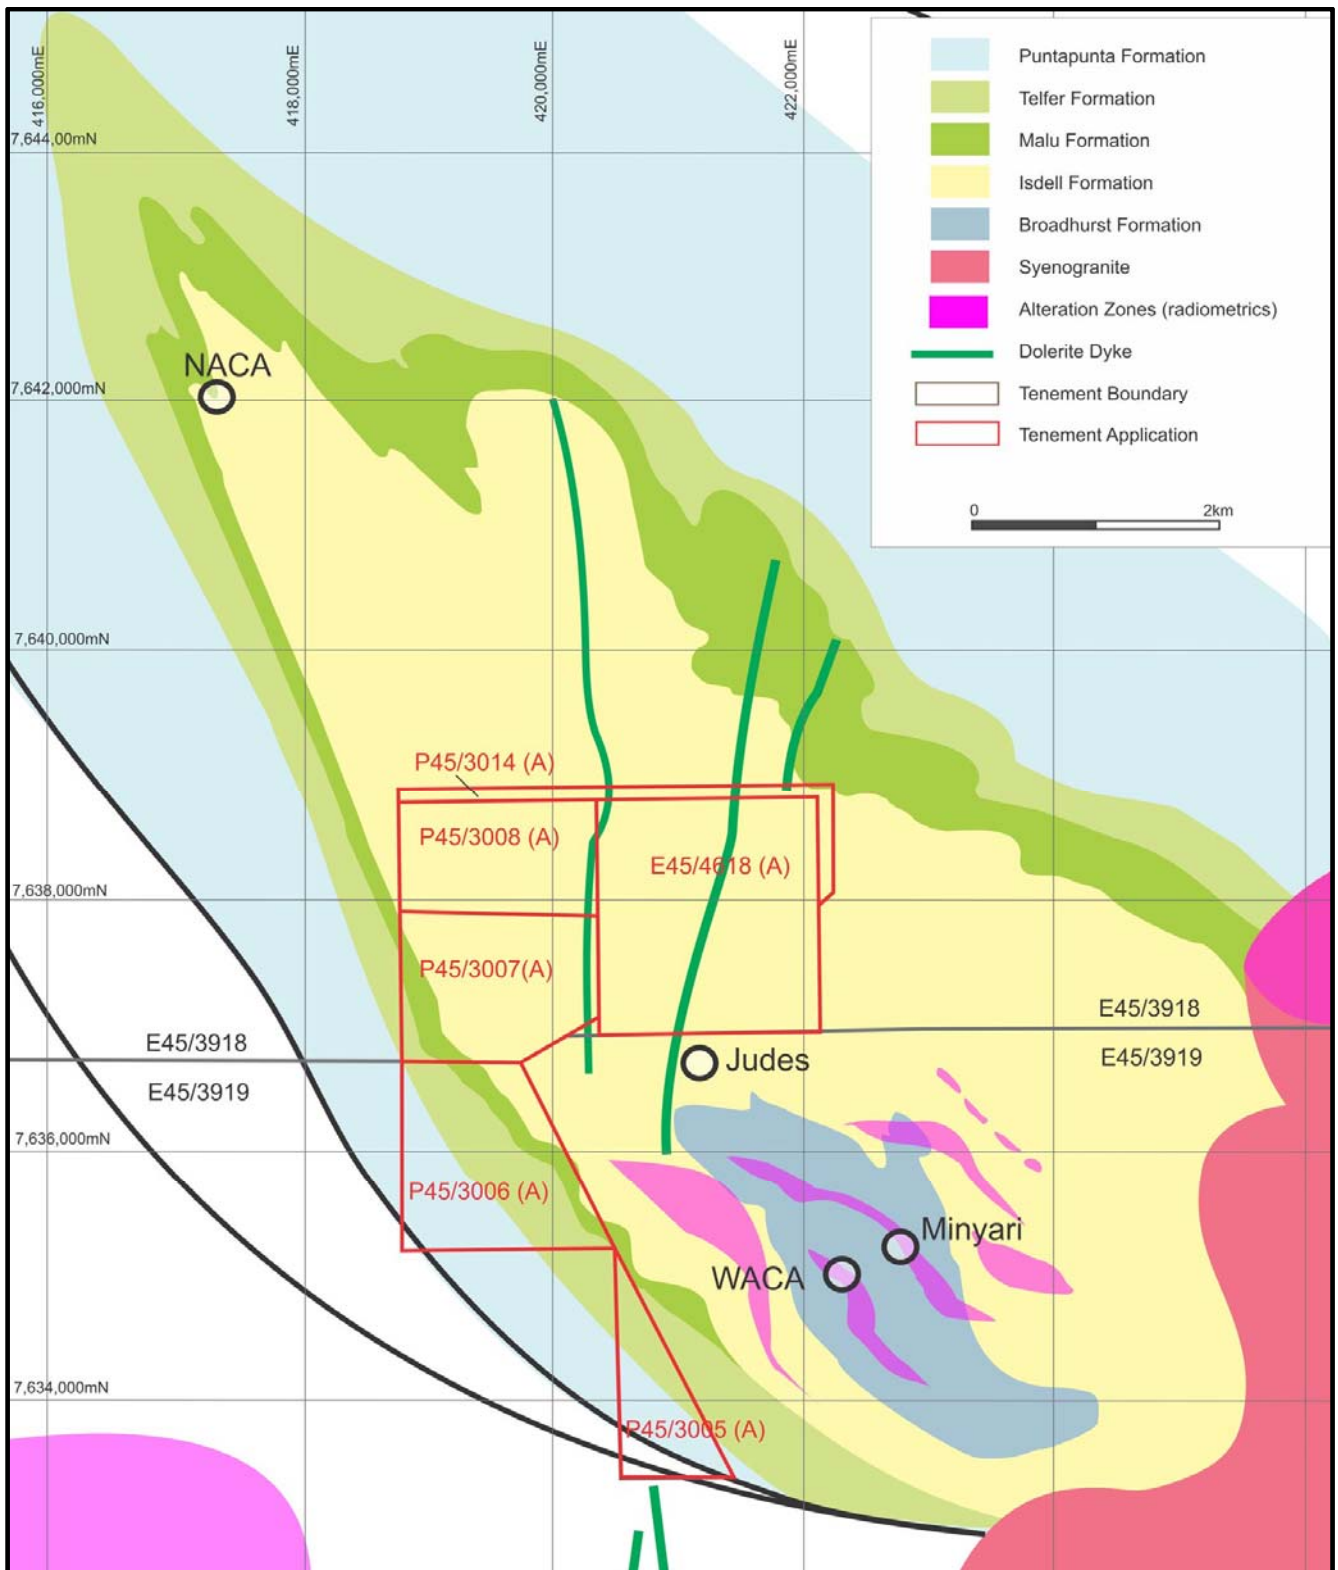 416,000mE
418,000mE
420,000mE
422,000mE
Puntapunta Formation
Telfer Formation
Malu Formation
Isdell Formation
Broadhurst Formation
Syenogranite
Alteration Zones (radiometrics)
Dolerite Dyke
Tenement Boundary
Tenement Application
0 2km
7,644,00mN
NACA
7,642,000mN
7,640,000mN
P45/3014 (A)
P45/3008 (A)
E45/4618 (A)
7,638,000mN
P45/3007(A)
E45/3918
E45/3918
E45/3919
E45/3919
Judes
7,636,000mN
P45/3006 (A)
Minyari
WACA
7,634,000mN
P45/3005 (A)